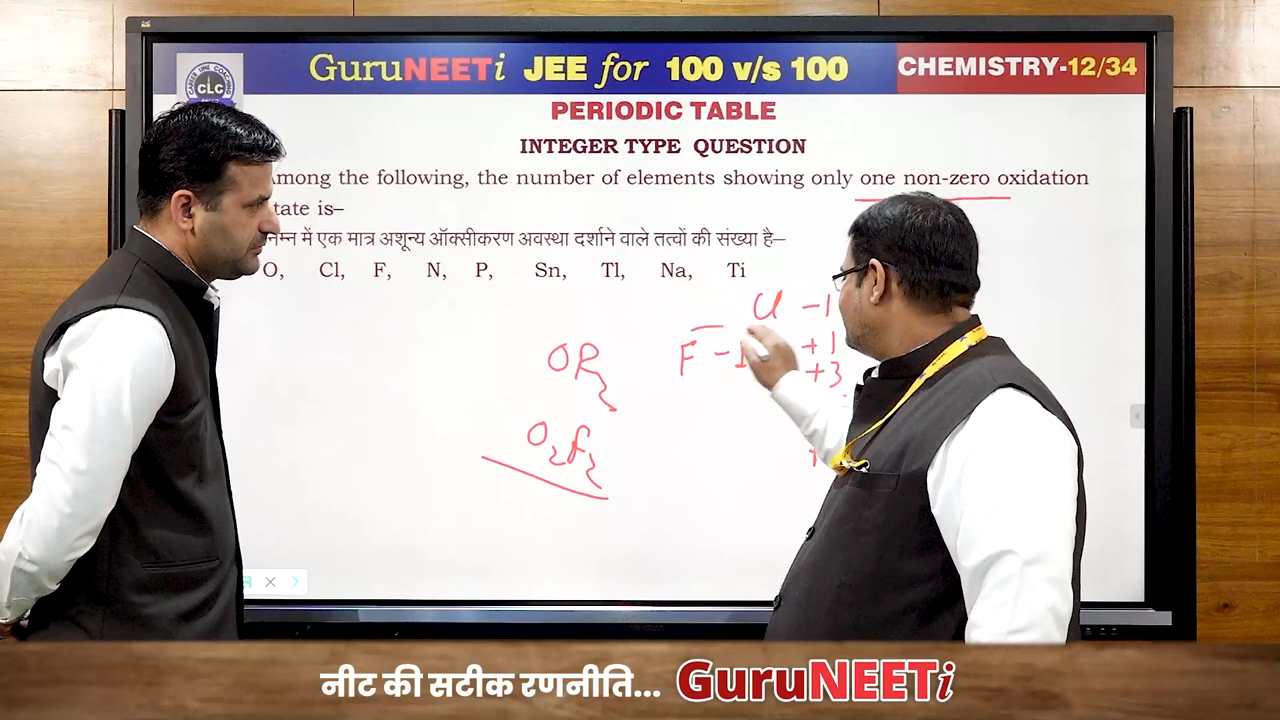 GuruNEETi JEE for 100 v/s 100
CHEMISTRY-12/34
CLC
PERIODIC TABLE
INTEGER TYPE QUESTION
mong the following, the number of elements showing only one non-zero oxidation
tate is–
में एक मात्र अशून्य ऑक्सीकरण अवस्था दर्शाने वाले तत्वों की संख्या है–
O, Cl, F, N, P, Sn, Tl, Na, Ti
Cl -1
F -1 +1
+3
O₂F₂
नीट की सटीक रणनीति... GuruNEETi